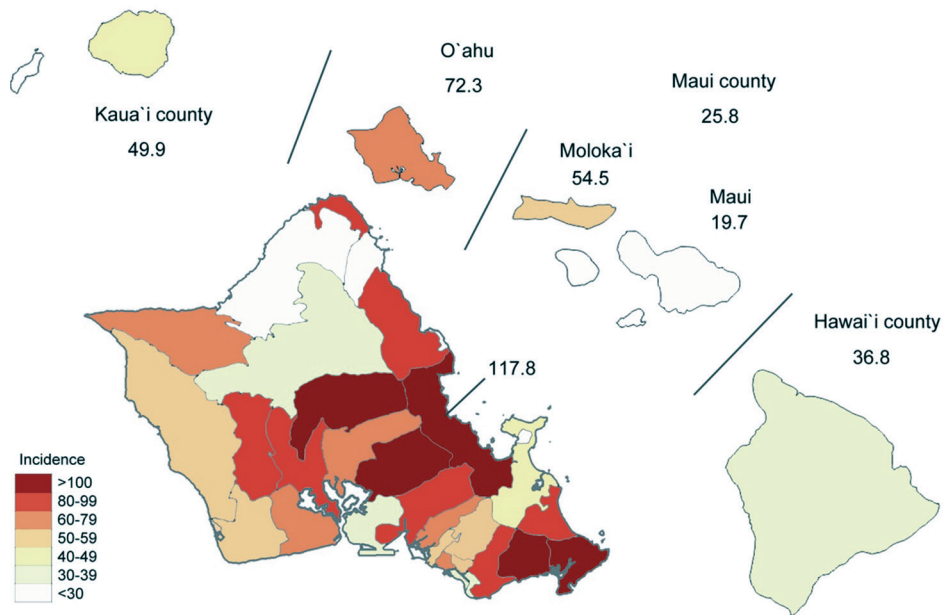 O`ahu
72.3
Maui county
25.8
Kaua`i county
49.9
Moloka`i
54.5
Maui
19.7
Hawai`i county
36.8
117.8
Incidence
>100
80-99
60-79
50-59
40-49
30-39
<30